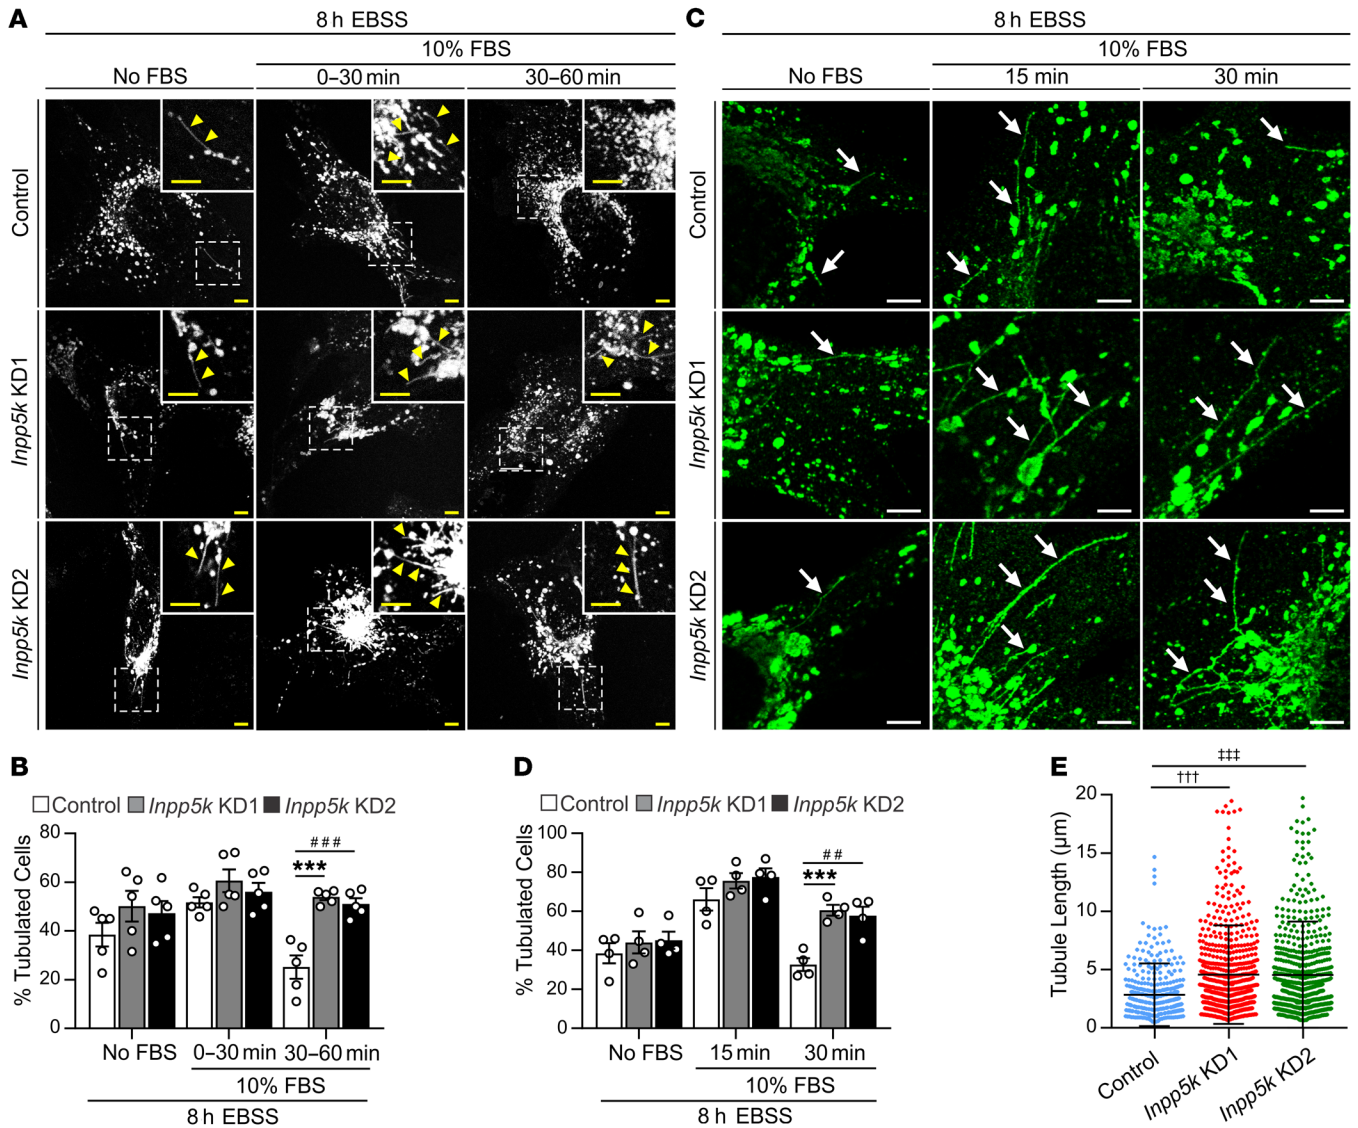 A
8 h EBSS
10% FBS
No FBS
0–30 min
30–60 min
Control
Inpp5k KD1
Inpp5k KD2
C
8 h EBSS
10% FBS
No FBS
15 min
30 min
Control
Inpp5k KD1
Inpp5k KD2
B
Control Inpp5k KD1 Inpp5k KD2
% Tubulated Cells
80
60
40
20
0
###
***
No FBS 0–30 min 30–60 min
10% FBS
8 h EBSS
D
Control Inpp5k KD1 Inpp5k KD2
% Tubulated Cells
100
80
60
40
20
0
##
***
No FBS 15 min 30 min
10% FBS
8 h EBSS
E
Tubule Length (µm)
20
15
10
5
0
‡‡‡
†††
Control
Inpp5k KD1
Inpp5k KD2